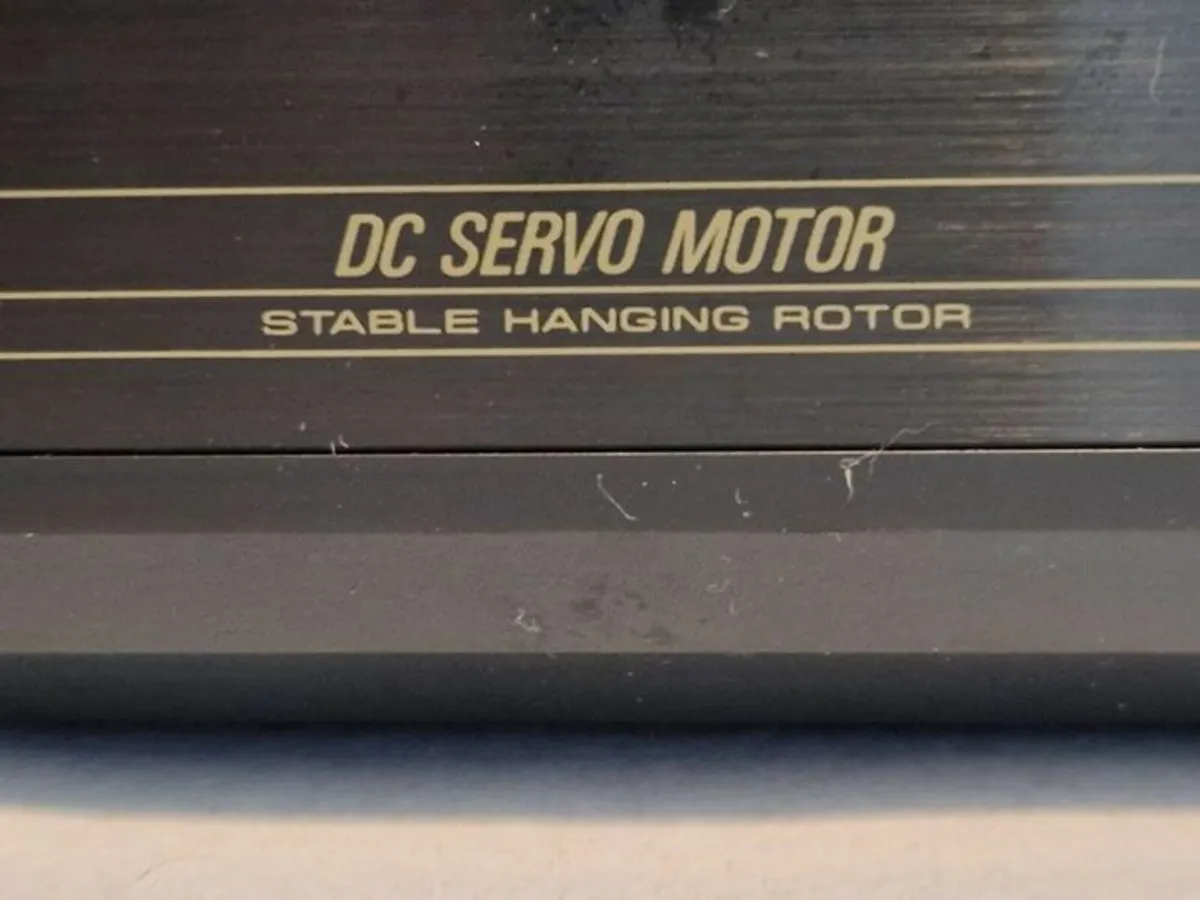 DC SERVO MOTOR
STABLE HANGING ROTOR